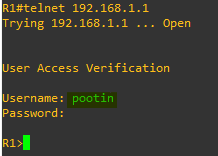 R1#telnet 192.168.1.1
Trying 192.168.1.1 ... Open
User Access Verification
Username: pootin
Password:
R1>